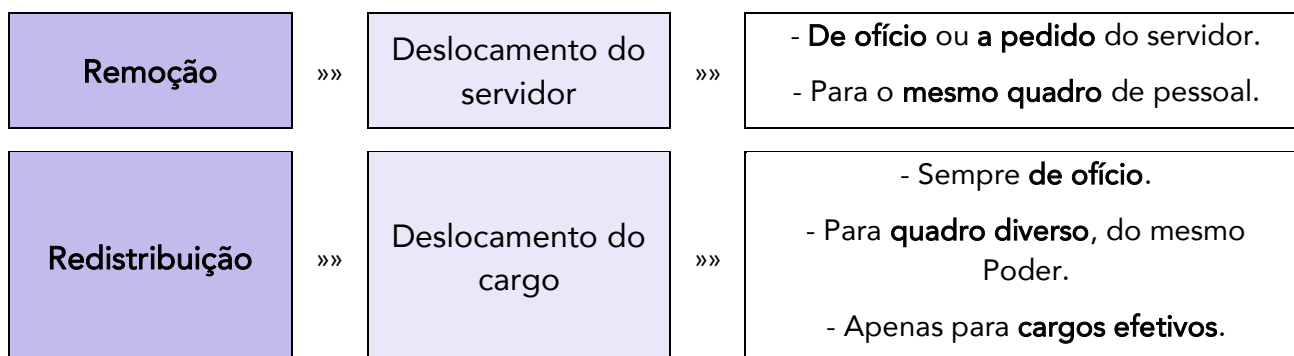 Remoção »» Deslocamento do servidor »» - De ofício ou a pedido do servidor.
- Para o mesmo quadro de pessoal.
Redistribuição »» Deslocamento do cargo »» - Sempre de ofício.
- Para quadro diverso, do mesmo
Poder.
- Apenas para cargos efetivos.